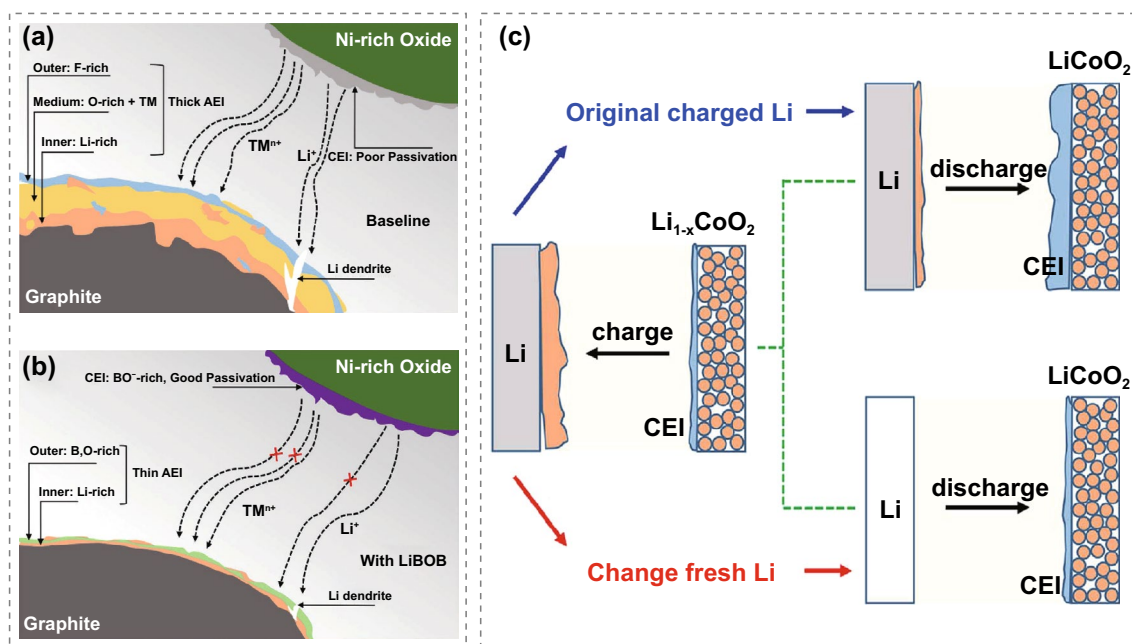 (a)
Ni-rich Oxide
Outer: F-rich
Medium: O-rich + TM
Thick AEI
Inner: Li-rich
TMⁿ⁺
Li⁺
CEI: Poor Passivation
Baseline
Li dendrite
Graphite
(b)
Ni-rich Oxide
CEI: BO⁻-rich, Good Passivation
Outer: B,O-rich
Thin AEI
Inner: Li-rich
TMⁿ⁺
Li⁺
With LiBOB
Li dendrite
Graphite
(c)
LiCoO₂
Original charged Li
Li
discharge
CEI
Li₁₋ₓCoO₂
Li
charge
CEI
LiCoO₂
Li
discharge
CEI
Change fresh Li